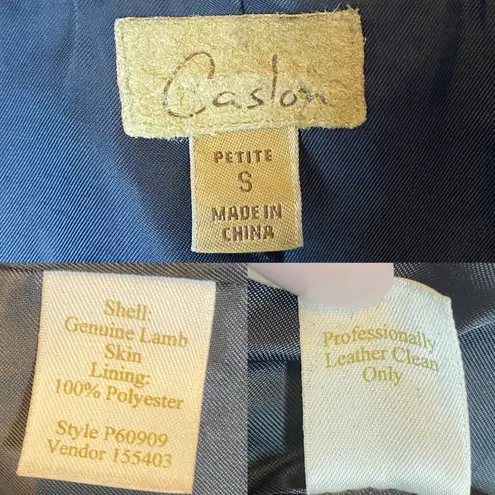 Caslon
PETITE
S
MADE IN
CHINA
Shell:
Genuine Lamb
Skin
Lining:
100% Polyester
Style P60909
Vendor 155403
Professionally
Leather Clean
Only